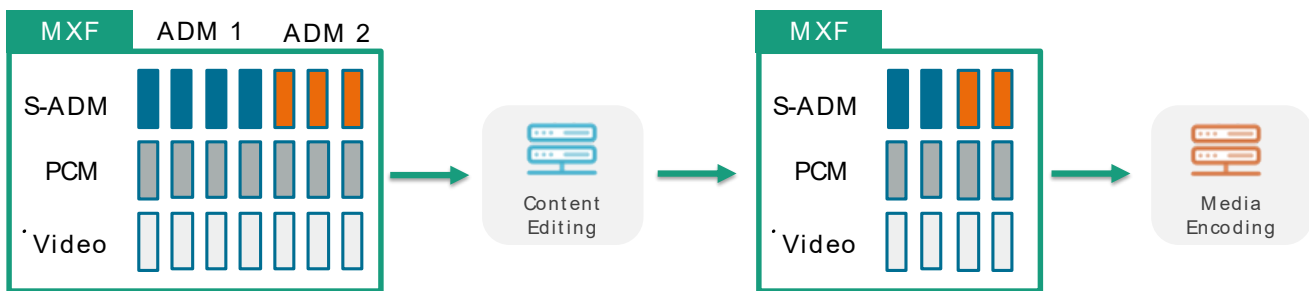 MXF
ADM 1
ADM 2
S-ADM
PCM
Video
Content
Editing
MXF
S-ADM
PCM
Video
Media
Encoding